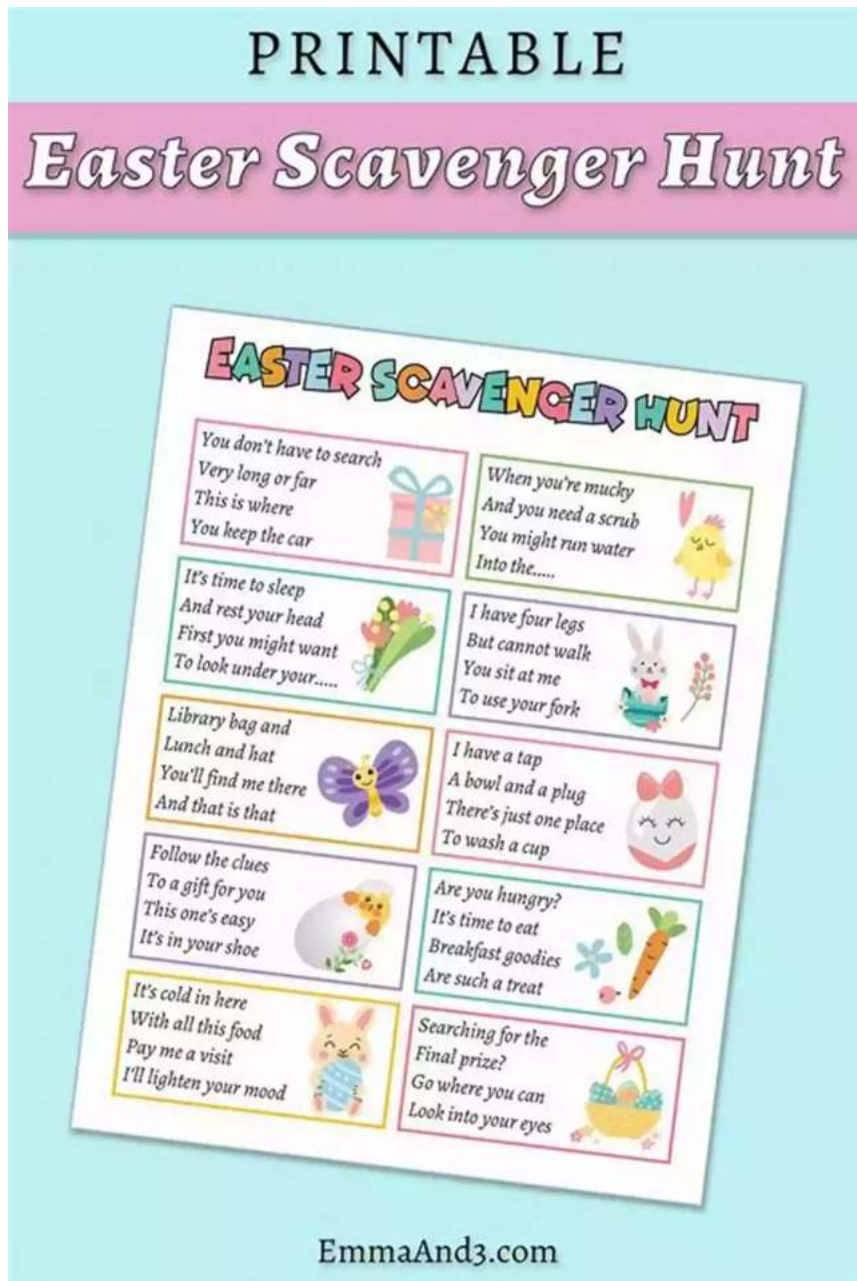 PRINTABLE
Easter Scavenger Hunt
EASTER SCAVENGER HUNT
You don't have to search
Very long or far
This is where
You keep the car
When you're mucky
And you need a scrub
You might run water
Into the.....
It's time to sleep
And rest your head
First you might want
To look under your.....
I have four legs
But cannot walk
You sit at me
To use your fork
Library bag and
Lunch and hat
You'll find me there
And that is that
I have a tap
A bowl and a plug
There's just one place
To wash a cup
Follow the clues
To a gift for you
This one's easy
It's in your shoe
Are you hungry?
It's time to eat
Breakfast goodies
Are such a treat
It's cold in here
With all this food
Pay me a visit
I'll lighten your mood
Searching for the
Final prize?
Go where you can
Look into your eyes
EmmaAnd3.com